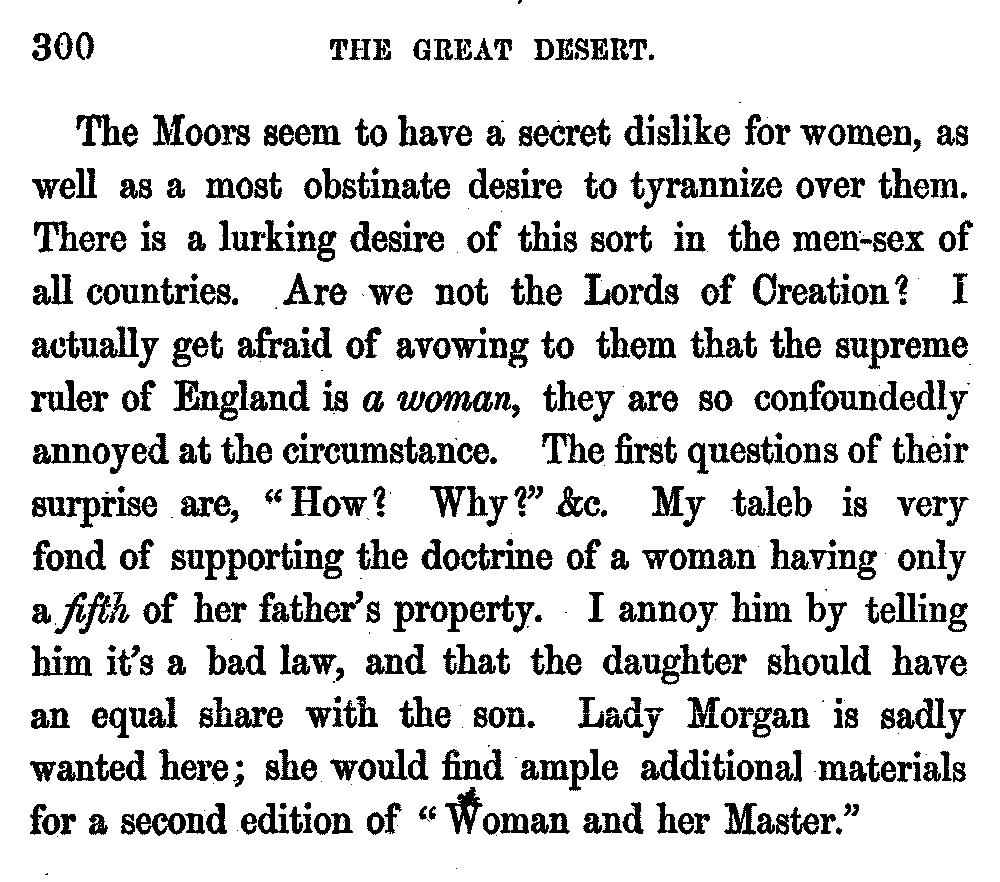 300 THE GREAT DESERT.
The Moors seem to have a secret dislike for women, as
well as a most obstinate desire to tyrannize over them.
There is a lurking desire of this sort in the men-sex of
all countries. Are we not the Lords of Creation? I
actually get afraid of avowing to them that the supreme
ruler of England is a woman, they are so confoundedly
annoyed at the circumstance. The first questions of their
surprise are, “How? Why?” &c. My taleb is very
fond of supporting the doctrine of a woman having only
a fifth of her father’s property. I annoy him by telling
him it’s a bad law, and that the daughter should have
an equal share with the son. Lady Morgan is sadly
wanted here; she would find ample additional materials
for a second edition of “Woman and her Master.”